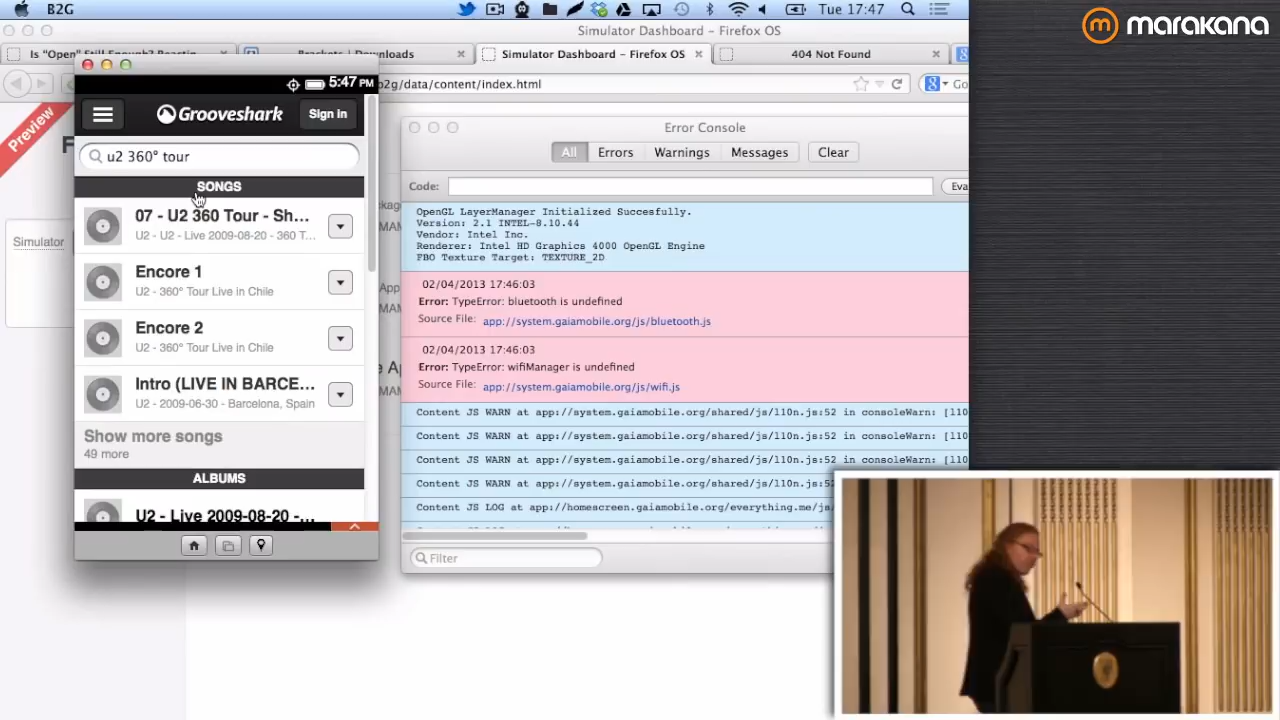 B2G
Tue 17:47
marakana
Simulator Dashboard – Firefox OS
Is "Open" Still Enough? Reactin
Brackets | Downloads
Simulator Dashboard – Firefox OS
404 Not Found
2g/data/content/index.html
Preview
5:47 PM
Grooveshark
Sign in
u2 360° tour
SONGS
07 - U2 360 Tour - Sh...
U2 - U2 - Live 2009-08-20 - 360 T...
Encore 1
U2 - 360° Tour Live in Chile
Encore 2
U2 - 360° Tour Live in Chile
Intro (LIVE IN BARCE...
U2 - 2009-06-30 - Barcelona, Spain
Show more songs
49 more
ALBUMS
U2 - Live 2009-08-20 -...
Simulator
Error Console
All
Errors
Warnings
Messages
Clear
Code:
Eva
OpenGL LayerManager Initialized Succesfully.
Version: 2.1 INTEL-8.10.44
Vendor: Intel Inc.
Renderer: Intel HD Graphics 4000 OpenGL Engine
FBO Texture Target: TEXTURE_2D
02/04/2013 17:46:03
Error: TypeError: bluetooth is undefined
Source File: app://system.gaiamobile.org/js/bluetooth.js
02/04/2013 17:46:03
Error: TypeError: wifiManager is undefined
Source File: app://system.gaiamobile.org/js/wifi.js
Content JS WARN at app://system.gaiamobile.org/shared/js/l10n.js:52 in consoleWarn: [l10
Content JS WARN at app://system.gaiamobile.org/shared/js/l10n.js:52 in consoleWarn: [l10
Content JS WARN at app://system.gaiamobile.org/shared/js/l10n.js:52 in consoleWarn: [l10
Content JS WARN at app://system.gaiamobile.org/shared/js/l10n.js:52
Content JS LOG at app://homescreen.gaiamobile.org/everything.me/js/
Filter